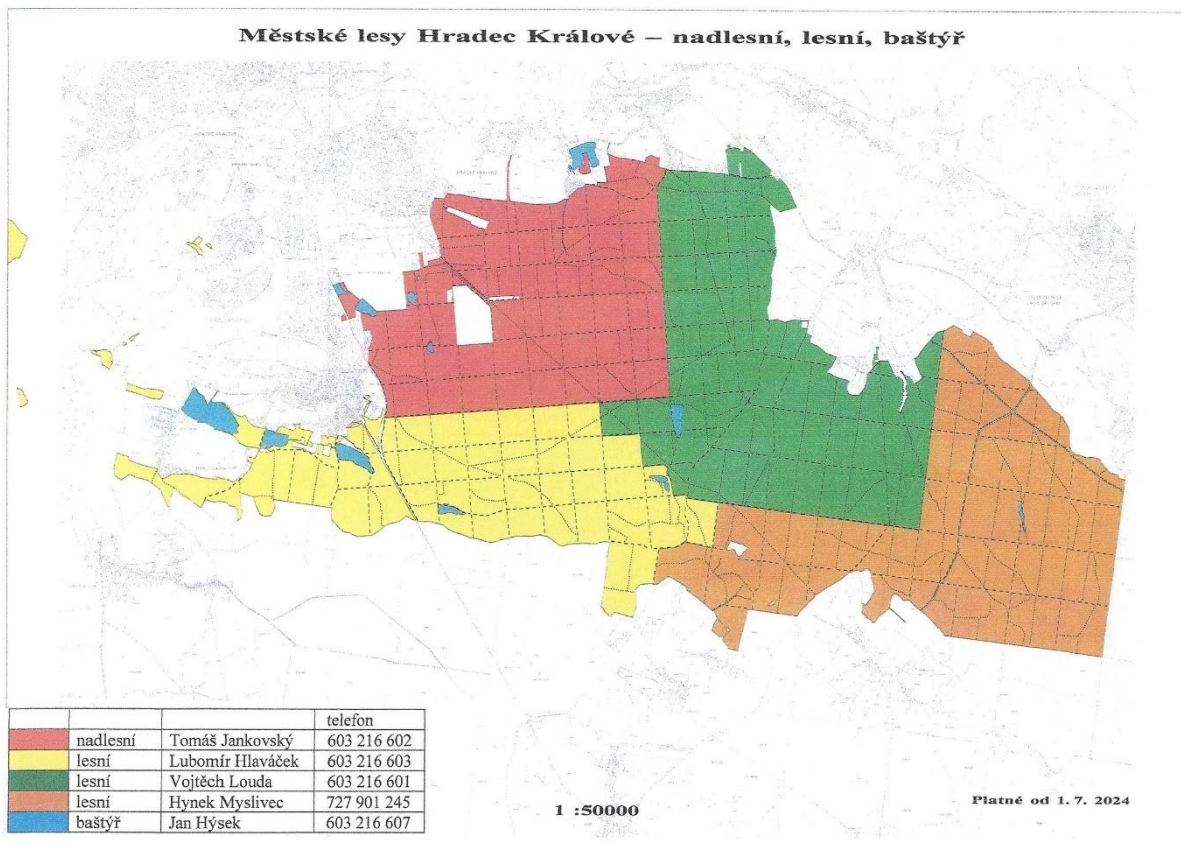 Městské lesy Hradec Králové – nadlesní, lesní, baštýř
telefon
nadlesní Tomáš Jankovský 603 216 602
lesní Lubomír Hlaváček 603 216 603
lesní Vojtěch Louda 603 216 601
lesní Hynek Myslivec 727 901 245
baštýř Jan Hýsek 603 216 607
1 :50000
Platné od 1. 7. 2024